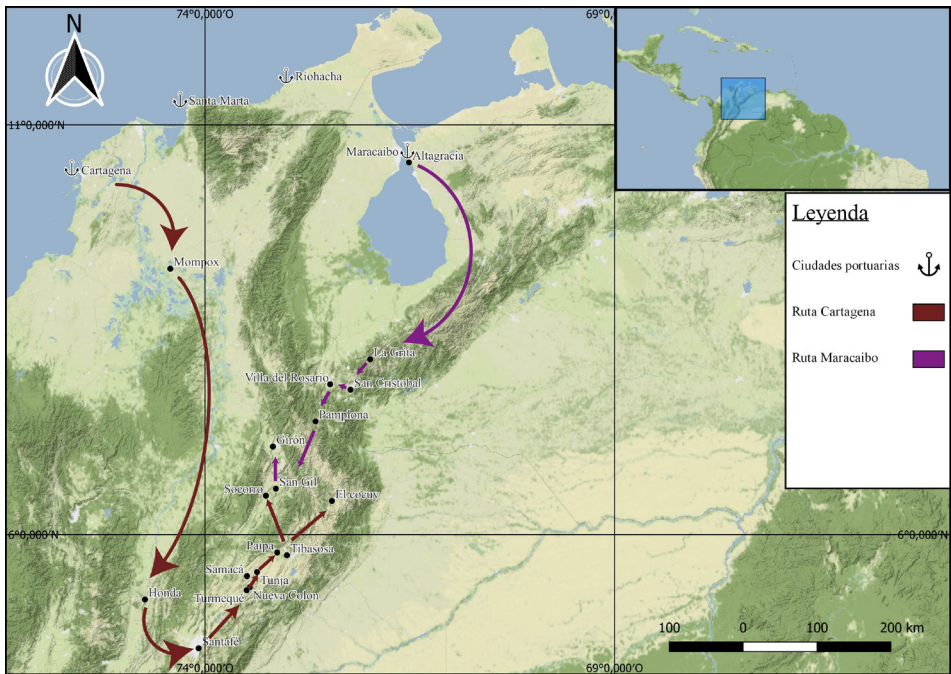 74°0,000'O
69°0,000'O
N
Riohacha
Santa Marta
11°0,000'N
Maracaibo
Altagracia
Cartagena
Leyenda
Mompox
Ciudades portuarias
Ruta Cartagena
Ruta Maracaibo
La Grita
Villa del Rosario
San Cristobal
Pamplona
Girón
San Gil
Socorro
El cocuy
6°0,000'N
6°0,000'N
Paipa
Tibasosa
Samacá
Tunja
Turmequé
Nueva Colon
Honda
Santafé
100
0
100
200 km
74°0,000'O
69°0,000'O